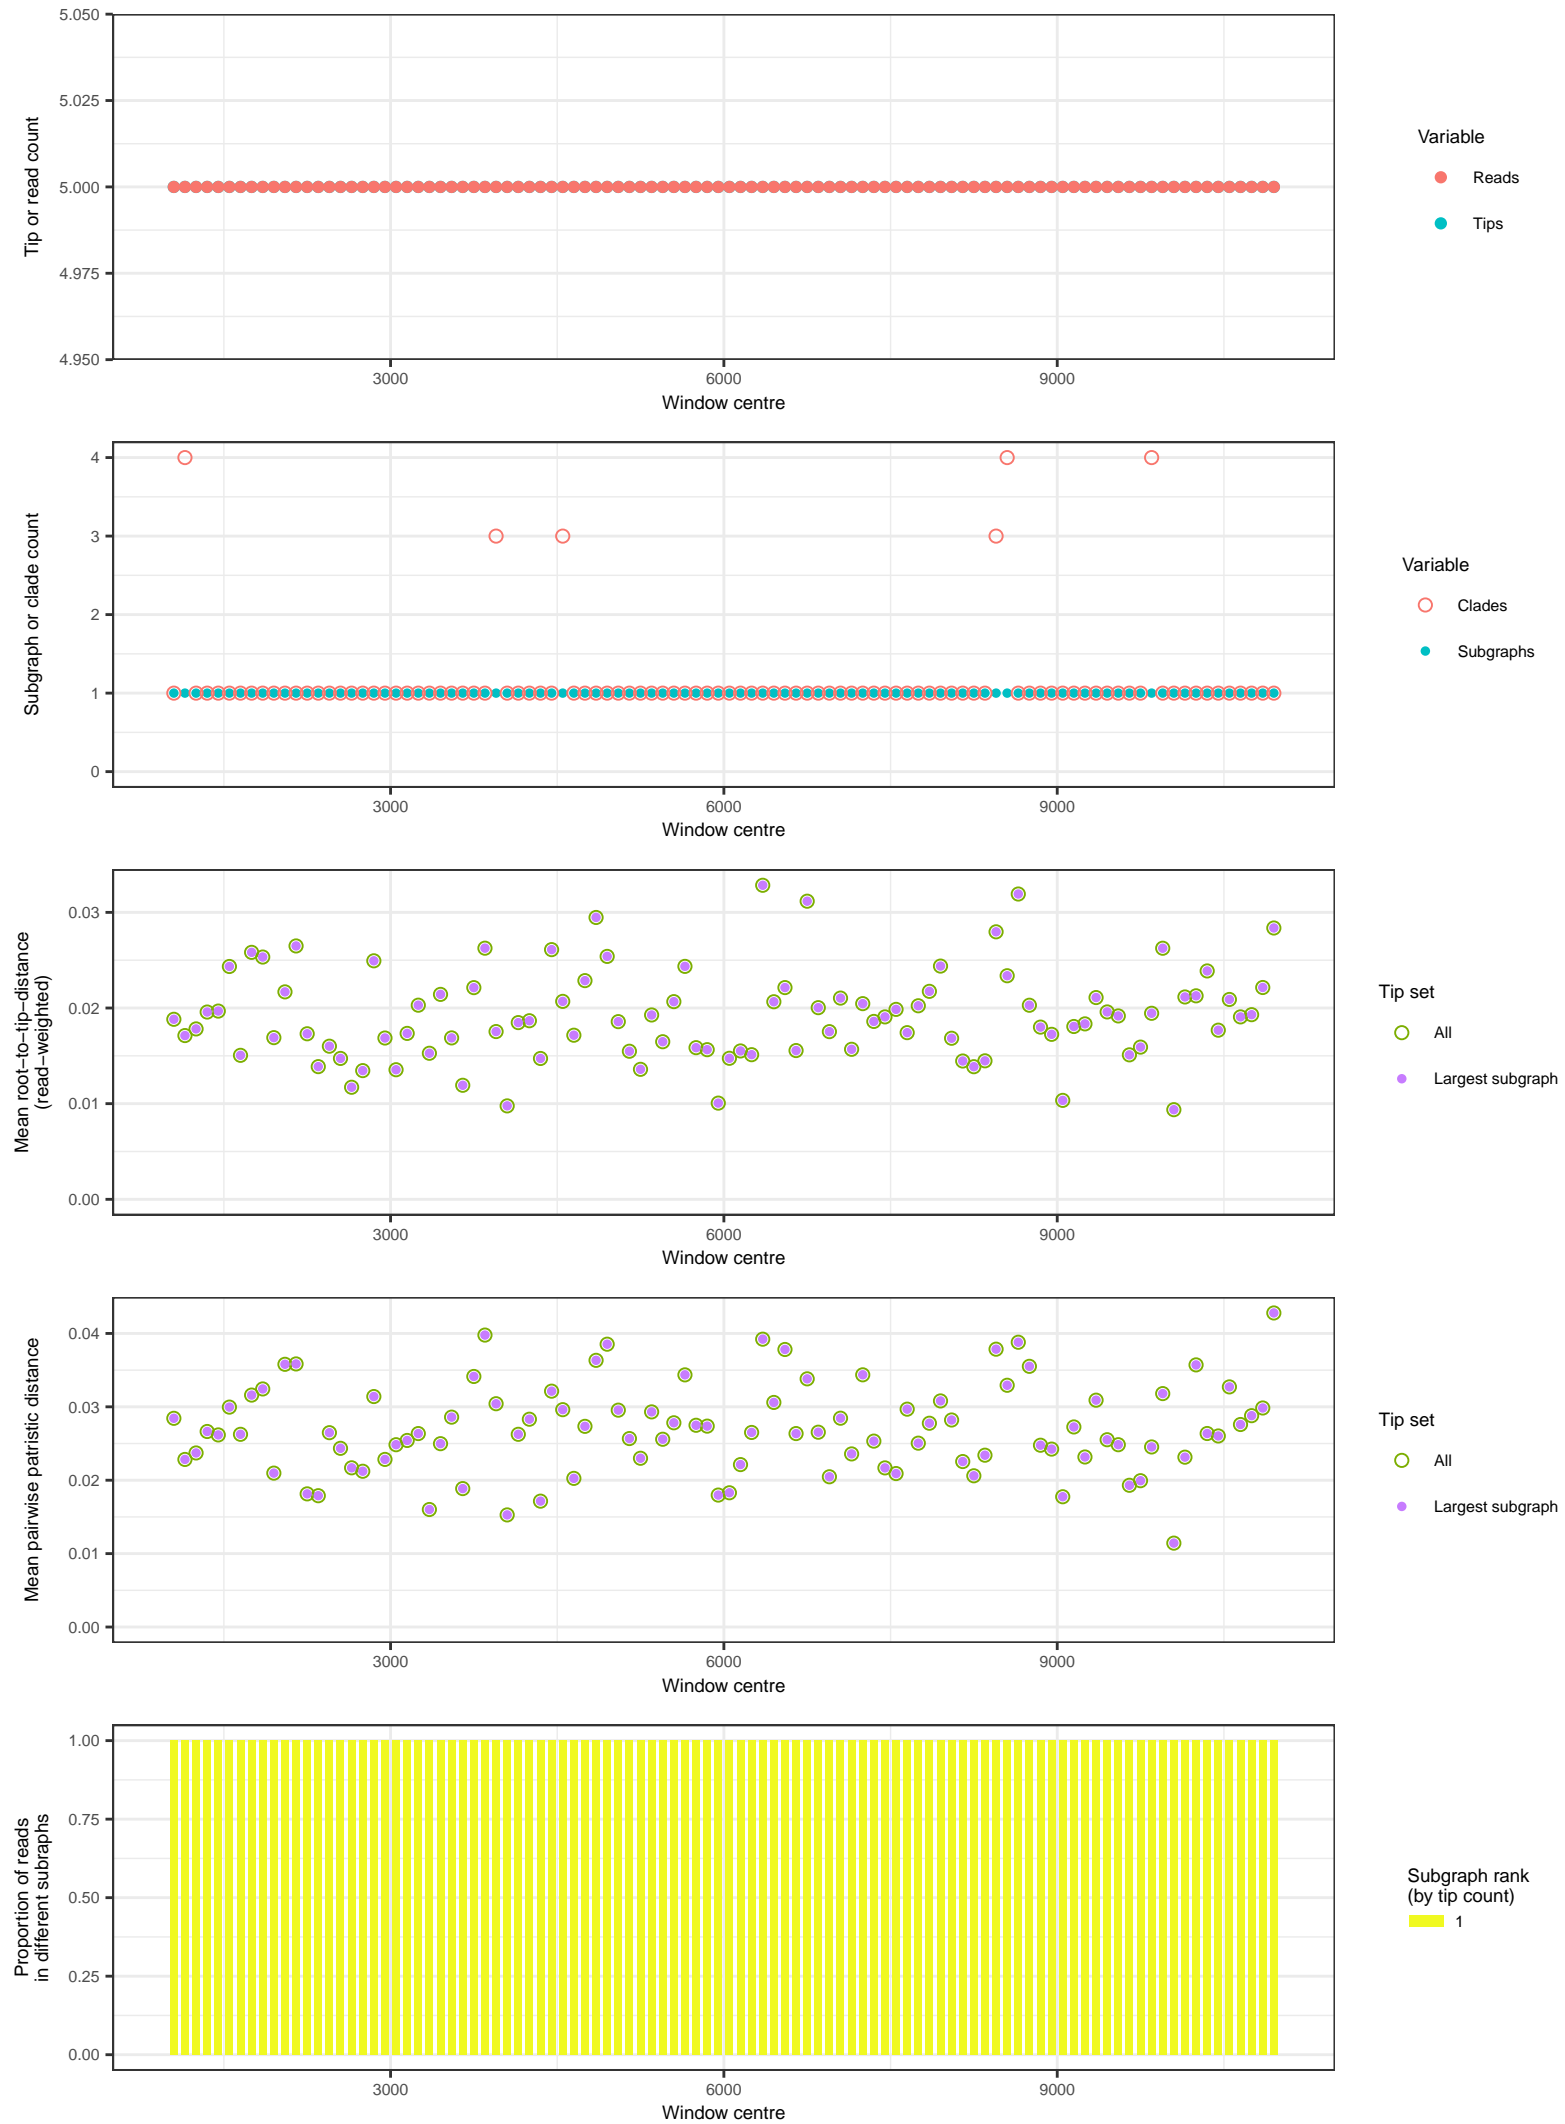 5.050
5.025
5.000
4.975
4.950
Tip or read count
3000 6000 9000
Window centre
Variable
Reads
Tips
4
3
2
1
0
Subgraph or clade count
3000 6000 9000
Window centre
Variable
Clades
Subgraphs
0.03
0.02
0.01
0.00
Mean root−to−tip−distance
(read−weighted)
3000 6000 9000
Window centre
Tip set
All
Largest subgraph
0.04
0.03
0.02
0.01
0.00
Mean pairwise patristic distance
3000 6000 9000
Window centre
Tip set
All
Largest subgraph
1.00
0.75
0.50
0.25
0.00
Proportion of reads
in different subraphs
3000 6000 9000
Window centre
Subgraph rank
(by tip count)
1